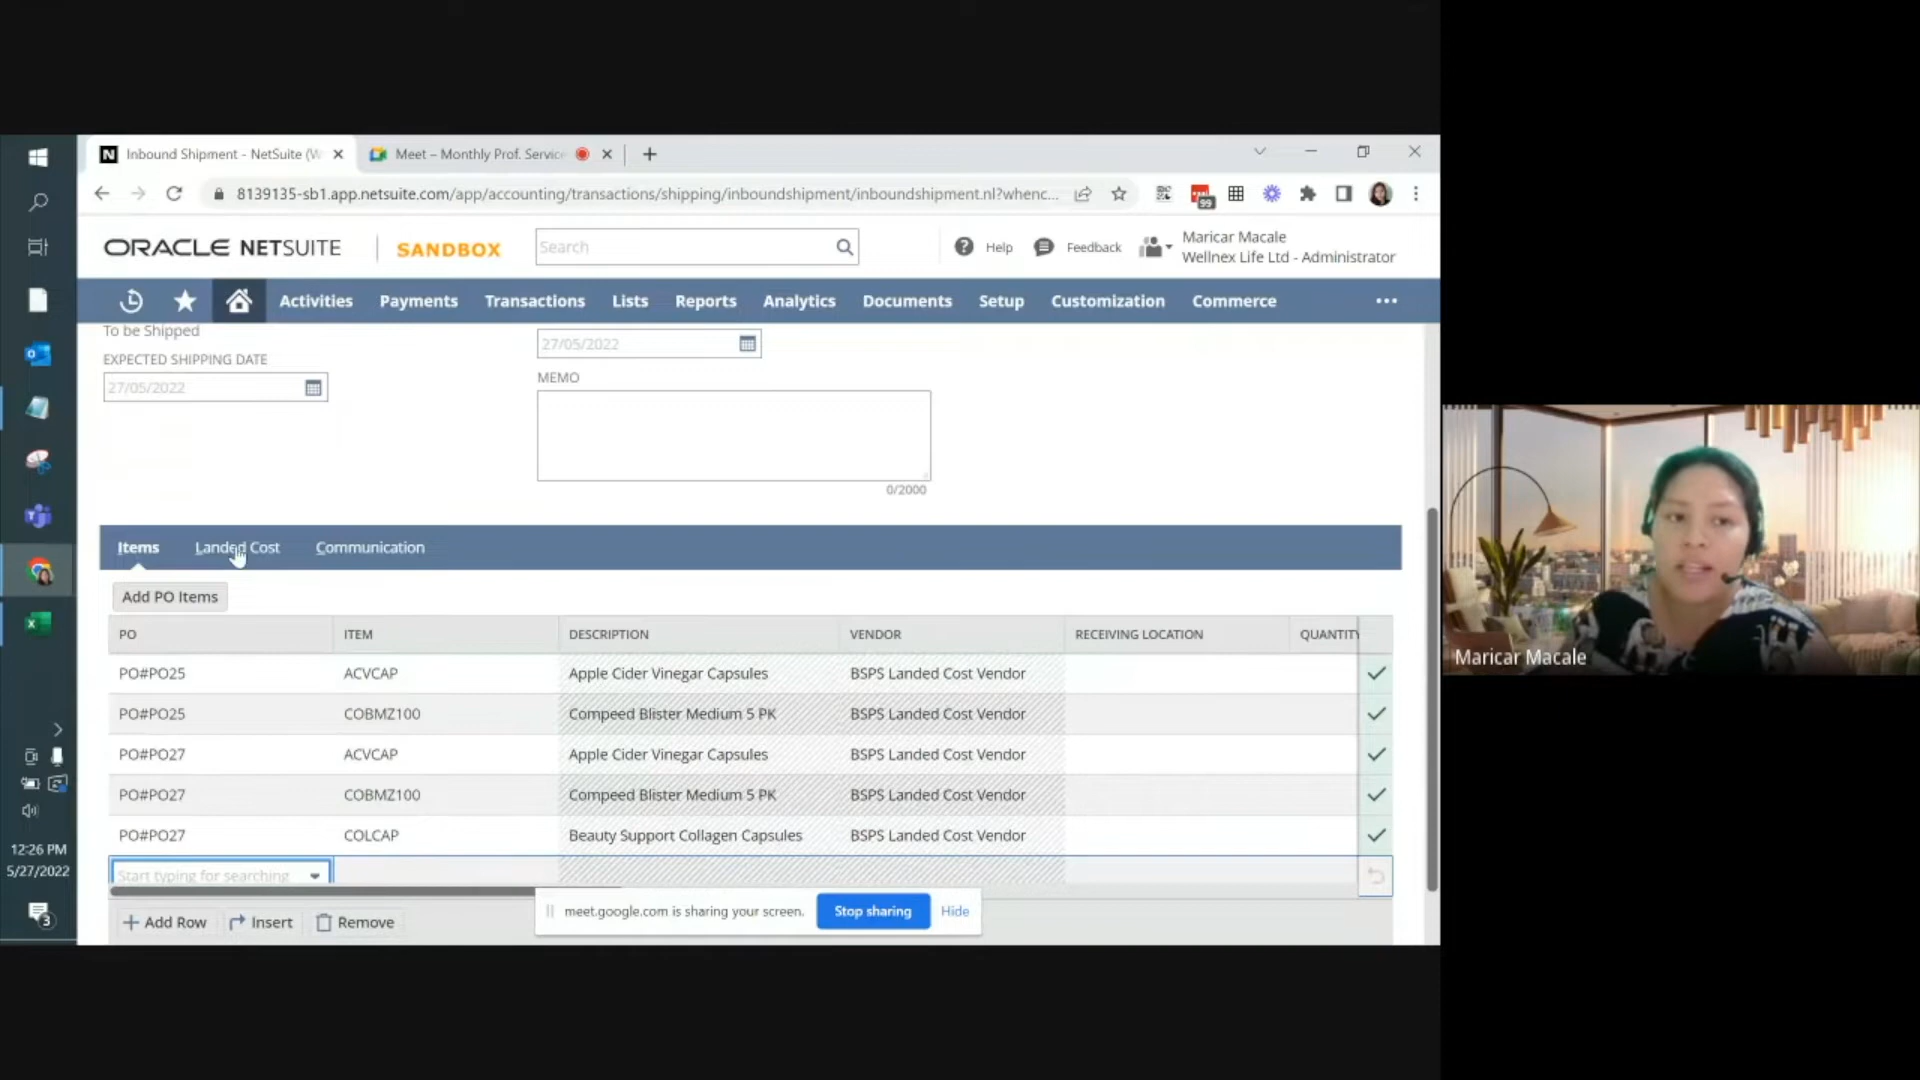 Inbound Shipment - NetSuite (W
Meet – Monthly Prof. Service
8139135-sb1.app.netsuite.com/app/accounting/transactions/shipping/inboundshipment/inboundshipment.nl?whenc...
99
ORACLE NETSUITE
SANDBOX
Search
Help
Feedback
Maricar Macale
Wellnex Life Ltd - Administrator
Activities
Payments
Transactions
Lists
Reports
Analytics
Documents
Setup
Customization
Commerce
To be Shipped
EXPECTED SHIPPING DATE
27/05/2022
27/05/2022
MEMO
0/2000
Items
Landed Cost
Communication
Add PO Items
PO ITEM DESCRIPTION VENDOR RECEIVING LOCATION QUANTITY
PO#PO25 ACVCAP Apple Cider Vinegar Capsules BSPS Landed Cost Vendor
PO#PO25 COBMZ100 Compeed Blister Medium 5 PK BSPS Landed Cost Vendor
PO#PO27 ACVCAP Apple Cider Vinegar Capsules BSPS Landed Cost Vendor
PO#PO27 COBMZ100 Compeed Blister Medium 5 PK BSPS Landed Cost Vendor
PO#PO27 COLCAP Beauty Support Collagen Capsules BSPS Landed Cost Vendor
Start typing for searching
Add Row
Insert
Remove
meet.google.com is sharing your screen.
Stop sharing
Hide
12:26 PM
5/27/2022
3
Maricar Macale